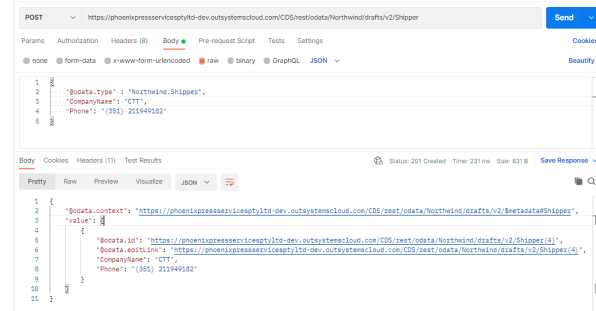 POST https://phoenixpressservicesptyltd-dev.outsystemscloud.com/CDS/rest/odata/Northwind/drafts/v2/Shipper Send
Params Authorization Headers (8) Body Pre-request Script Tests Settings Cookies
none form-data x-www-form-urlencoded raw binary GraphQL JSON Beautify
1 {
2 "@odata.type" : "Northwind.Shipper",
3 "CompanyName": "CTT",
4 "Phone": "(351) 211949182"
5 }
Body Cookies Headers (11) Test Results Status: 201 Created Time: 231 ms Size: 831 B Save Response
Pretty Raw Preview Visualize JSON
1 {
2 "@odata.context": "https://phoenixpressservicesptyltd-dev.outsystemscloud.com/CDS/rest/odata/Northwind/drafts/v2/$metadata#Shipper",
3 "value": [
4 {
5 "@odata.id": "https://phoenixpressservicesptyltd-dev.outsystemscloud.com/CDS/rest/odata/Northwind/drafts/v2/Shipper(4)",
6 "@odata.editLink": "https://phoenixpressservicesptyltd-dev.outsystemscloud.com/CDS/rest/odata/Northwind/drafts/v2/Shipper(4)",
7 "CompanyName": "CTT",
8 "Phone": "(351) 211949182"
9 }
10 ]
11 }